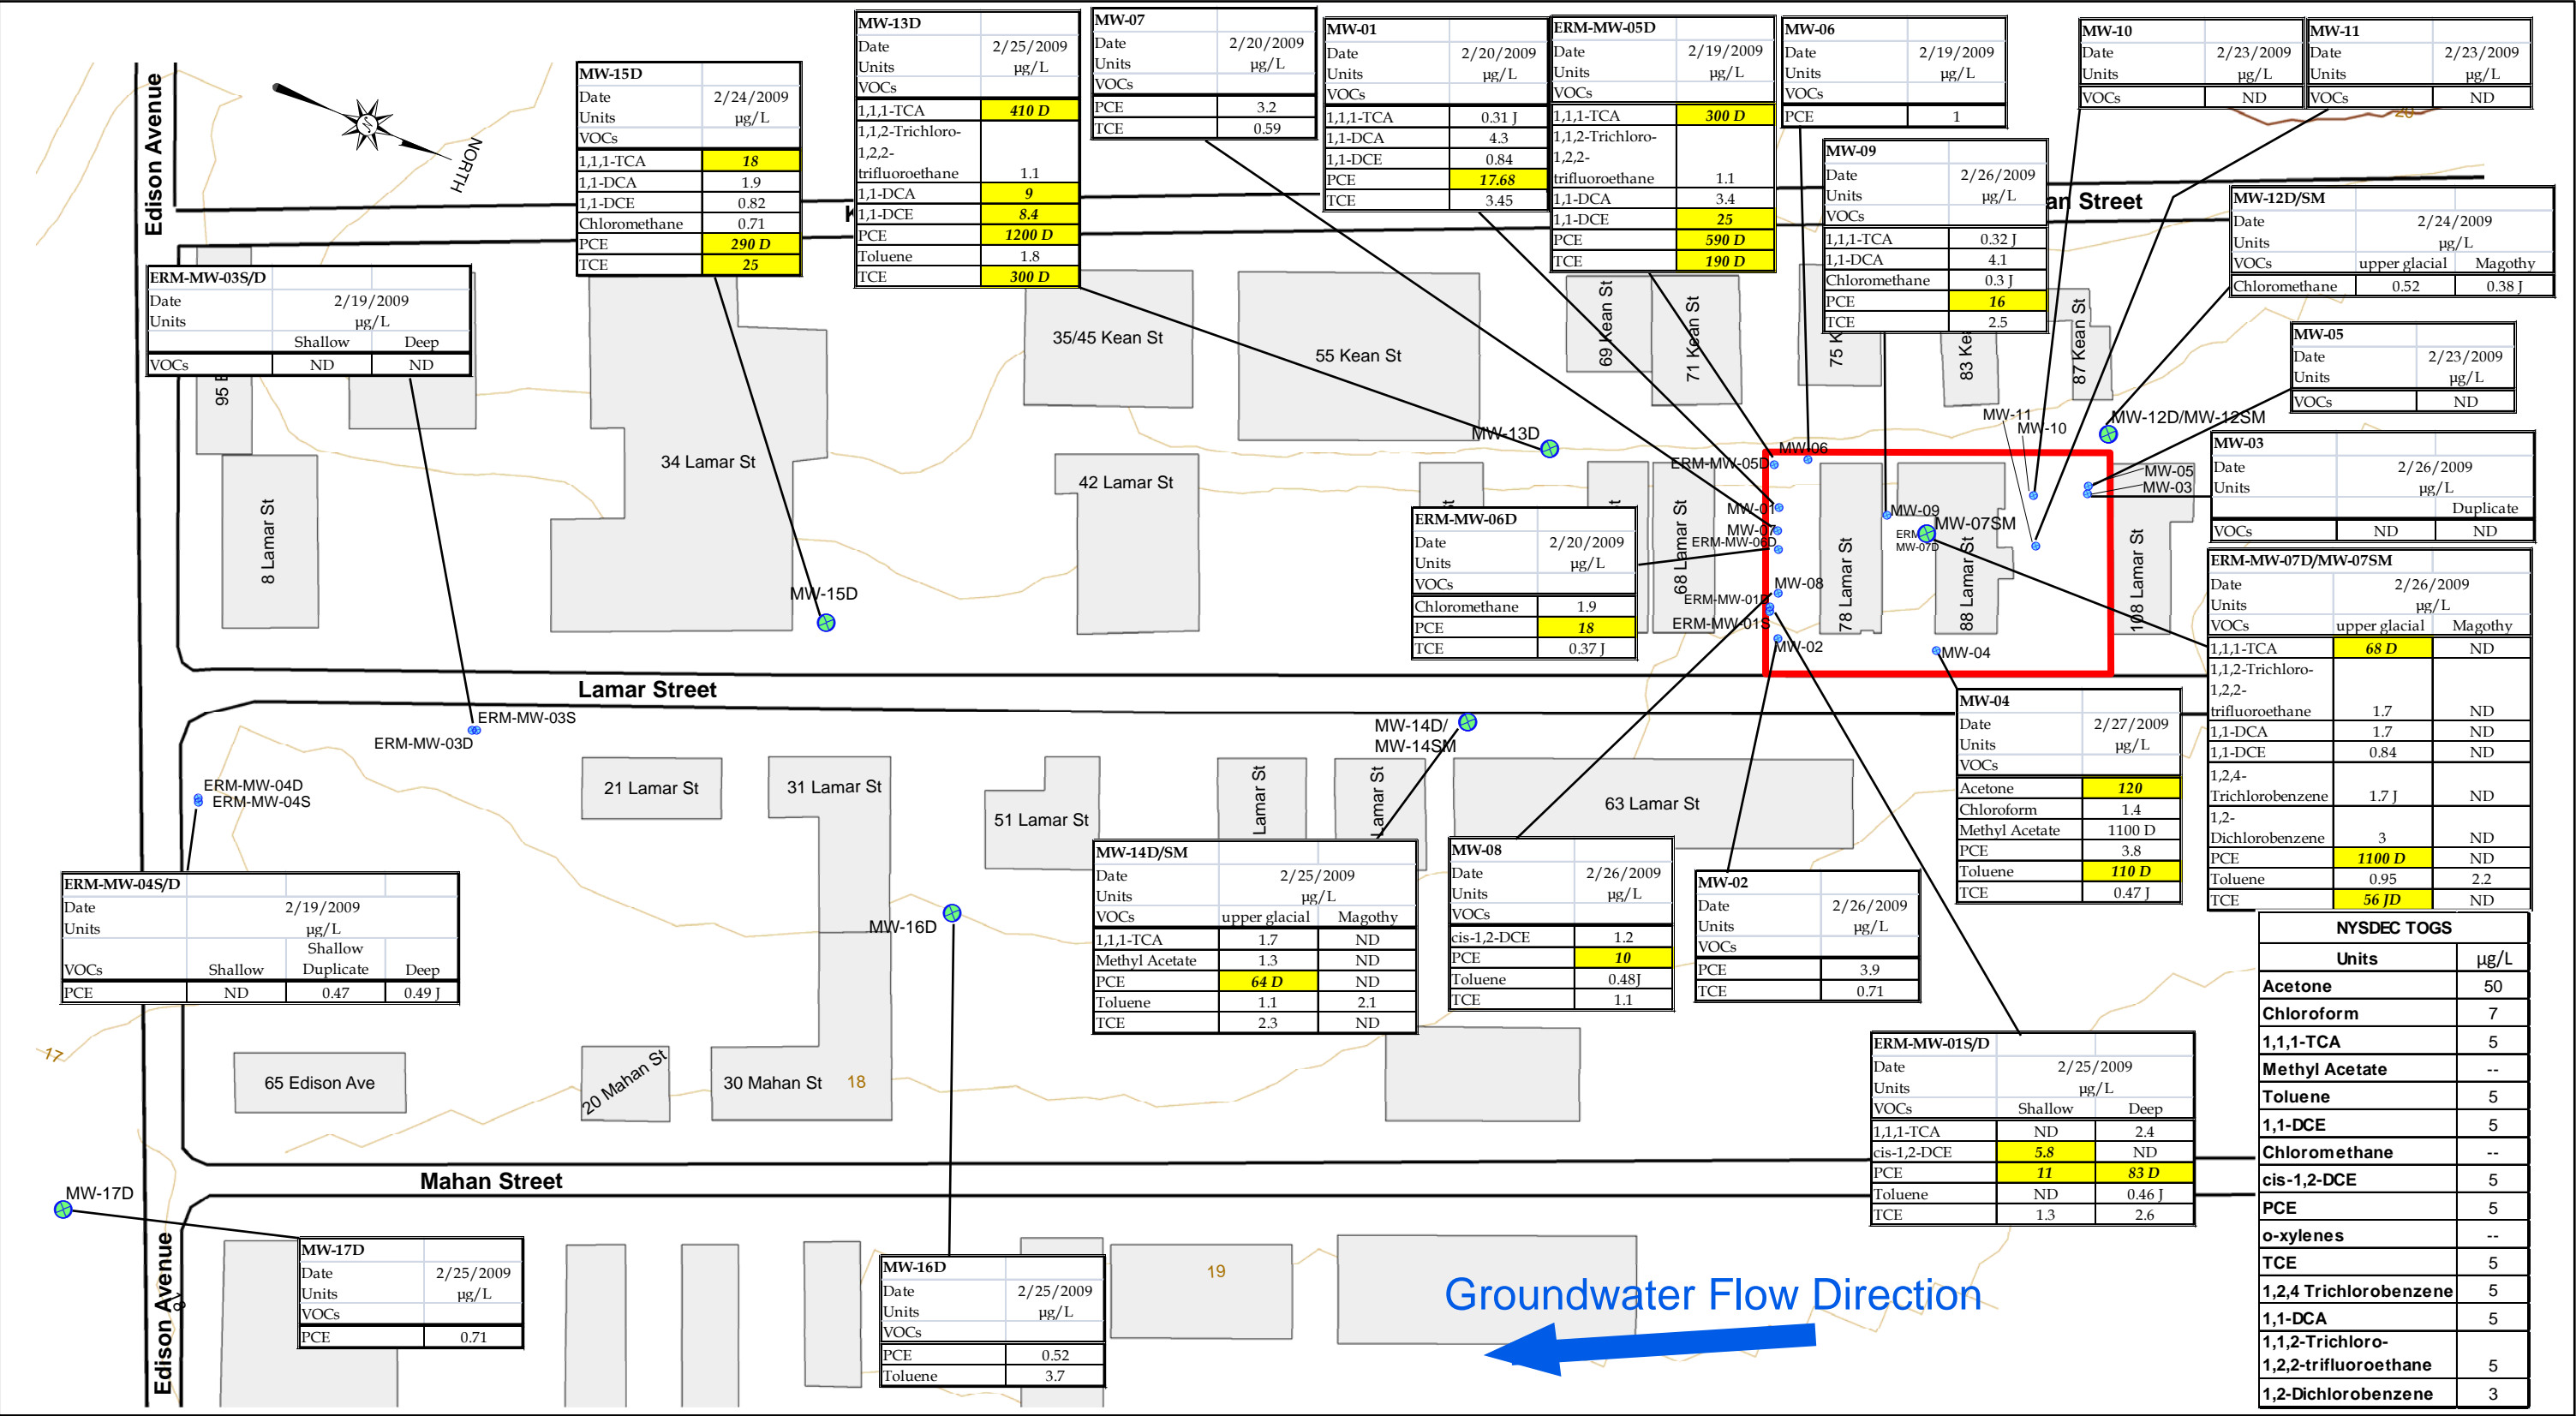 Edison Avenue
NORTH
N
MW-15D
Date 2/24/2009
Units µg/L
VOCs
1,1,1-TCA 18
1,1-DCA 1.9
1,1-DCE 0.82
Chloromethane 0.71
PCE 290 D
TCE 25
MW-13D
Date 2/25/2009
Units µg/L
VOCs
1,1,1-TCA 410 D
1,1,2-Trichloro-
1,2,2-
trifluoroethane 1.1
1,1-DCA 9
1,1-DCE 8.4
PCE 1200 D
Toluene 1.8
TCE 300 D
MW-07
Date 2/20/2009
Units µg/L
VOCs
PCE 3.2
TCE 0.59
MW-01
Date 2/20/2009
Units µg/L
VOCs
1,1,1-TCA 0.31 J
1,1-DCA 4.3
1,1-DCE 0.84
PCE 17.68
TCE 3.45
ERM-MW-05D
Date 2/19/2009
Units µg/L
VOCs
1,1,1-TCA 300 D
1,1,2-Trichloro-
1,2,2-
trifluoroethane 1.1
1,1-DCA 3.4
1,1-DCE 25
PCE 590 D
TCE 190 D
MW-06
Date 2/19/2009
Units µg/L
VOCs
PCE 1
MW-09
Date 2/26/2009
Units µg/L
VOCs
1,1,1-TCA 0.32 J
1,1-DCA 4.1
Chloromethane 0.3 J
PCE 16
TCE 2.5
MW-10
Date 2/23/2009
Units µg/L
VOCs ND
MW-11
Date 2/23/2009
Units µg/L
VOCs ND
20
K
an Street
MW-12D/SM
Date 2/24/2009
Units µg/L
VOCs upper glacial Magothy
Chloromethane 0.52 0.38 J
MW-05
Date 2/23/2009
Units µg/L
VOCs ND
MW-03
Date 2/26/2009
Units µg/L
Duplicate
VOCs ND ND
ERM-MW-03S/D
Date 2/19/2009
Units µg/L
Shallow Deep
VOCs ND ND
95 E
8 Lamar St
34 Lamar St
35/45 Kean St
55 Kean St
69 Kean St
71 Kean St
75 K
83 Kea
87 Kean St
42 Lamar St
MW-13D
MW-15D
ERM-MW-05D
MW-06
MW-01
MW-07
ERM-MW-06D
MW-08
ERM-MW-01D
ERM-MW-01S
MW-02
MW-09
ERM
MW-07D
MW-07SM
MW-04
MW-11
MW-10
MW-12D/MW-12SM
MW-05
MW-03
st
st
68 Lamar St
78 Lamar St
88 Lamar St
108 Lamar St
ERM-MW-06D
Date 2/20/2009
Units µg/L
VOCs
Chloromethane 1.9
PCE 18
TCE 0.37 J
ERM-MW-07D/MW-07SM
Date 2/26/2009
Units µg/L
VOCs upper glacial Magothy
1,1,1-TCA 68 D ND
1,1,2-Trichloro-
1,2,2-
trifluoroethane 1.7 ND
1,1-DCA 1.7 ND
1,1-DCE 0.84 ND
1,2,4-
Trichlorobenzene 1.7 J ND
1,2-
Dichlorobenzene 3 ND
PCE 1100 D ND
Toluene 0.95 2.2
TCE 56 JD ND
Lamar Street
ERM-MW-03S
ERM-MW-03D
ERM-MW-04D
ERM-MW-04S
MW-14D/
MW-14SM
21 Lamar St
31 Lamar St
51 Lamar St
Lamar St
Lamar St
63 Lamar St
MW-16D
MW-04
Date 2/27/2009
Units µg/L
VOCs
Acetone 120
Chloroform 1.4
Methyl Acetate 1100 D
PCE 3.8
Toluene 110 D
TCE 0.47 J
ERM-MW-04S/D
Date 2/19/2009
Units µg/L
Shallow
VOCs Shallow Duplicate Deep
PCE ND 0.47 0.49 J
MW-14D/SM
Date 2/25/2009
Units µg/L
VOCs upper glacial Magothy
1,1,1-TCA 1.7 ND
Methyl Acetate 1.3 ND
PCE 64 D ND
Toluene 1.1 2.1
TCE 2.3 ND
MW-08
Date 2/26/2009
Units µg/L
VOCs
cis-1,2-DCE 1.2
PCE 10
Toluene 0.48J
TCE 1.1
MW-02
Date 2/26/2009
Units µg/L
VOCs
PCE 3.9
TCE 0.71
ERM-MW-01S/D
Date 2/25/2009
Units µg/L
VOCs Shallow Deep
1,1,1-TCA ND 2.4
cis-1,2-DCE 5.8 ND
PCE 11 83 D
Toluene ND 0.46 J
TCE 1.3 2.6
NYSDEC TOGS
Units µg/L
Acetone 50
Chloroform 7
1,1,1-TCA 5
Methyl Acetate --
Toluene 5
1,1-DCE 5
Chloromethane --
cis-1,2-DCE 5
PCE 5
o-xylenes --
TCE 5
1,2,4 Trichlorobenzene 5
1,1-DCA 5
1,1,2-Trichloro-
1,2,2-trifluoroethane 5
1,2-Dichlorobenzene 3
17
65 Edison Ave
20 Mahan St
30 Mahan St
18
Mahan Street
MW-17D
Edison Avenue
MW-17D
Date 2/25/2009
Units µg/L
VOCs
PCE 0.71
MW-16D
Date 2/25/2009
Units µg/L
VOCs
PCE 0.52
Toluene 3.7
19
Groundwater Flow Direction